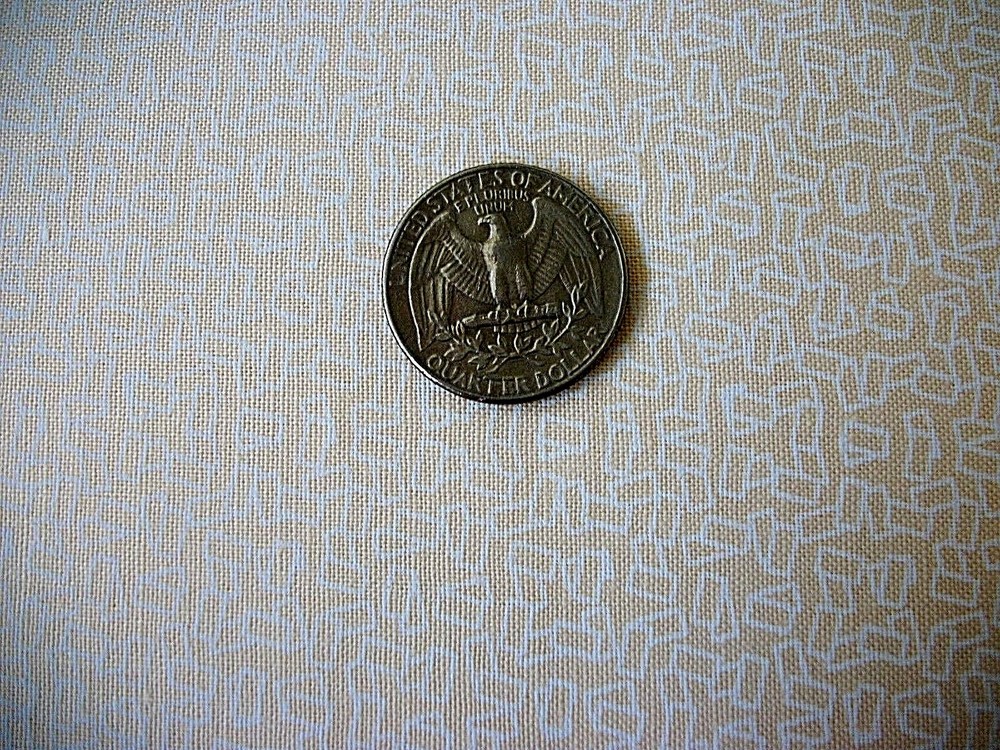 UNITED STATES OF AMERICA
E PLURIBUS
UNUM
QUARTER DOLLAR